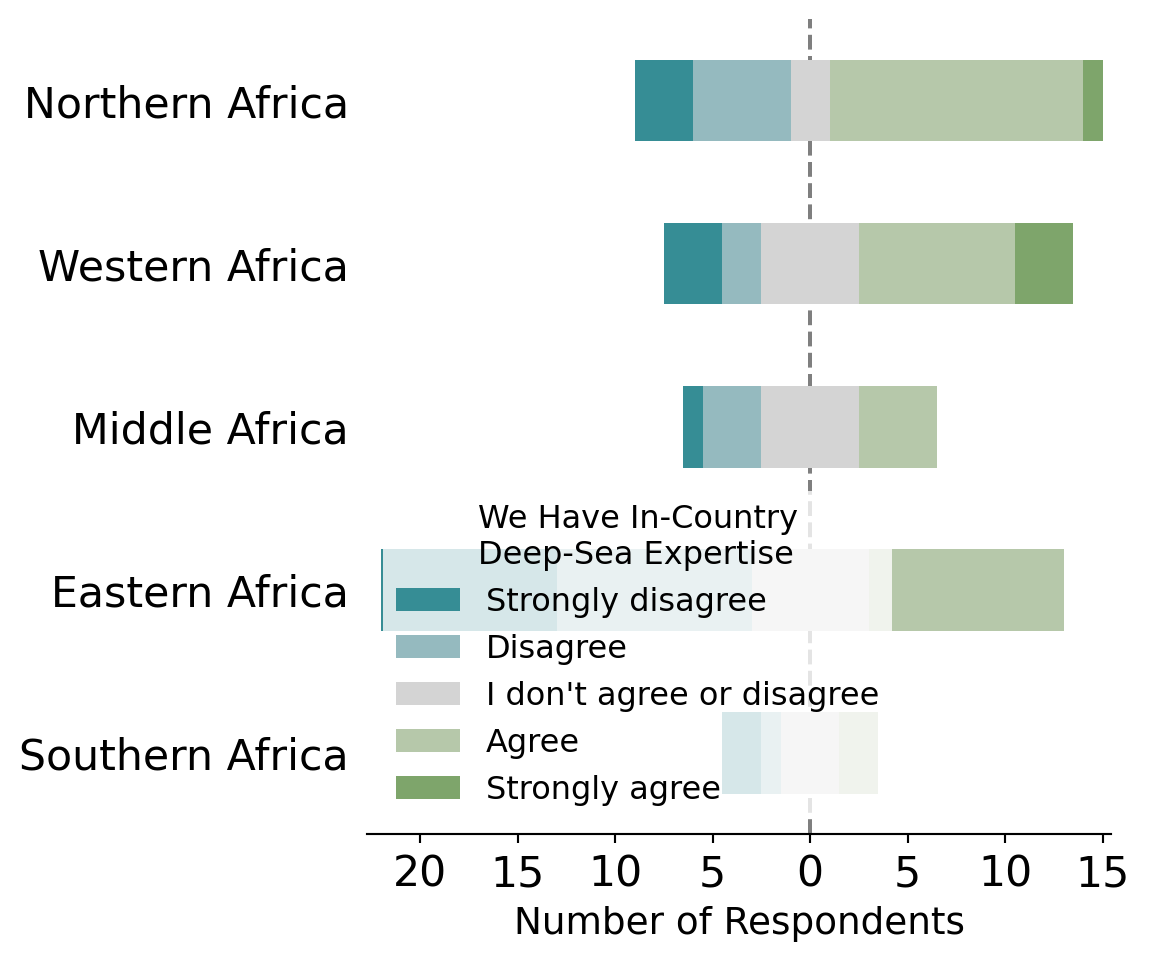 Northern Africa
Western Africa
Middle Africa
We Have In-Country
Deep-Sea Expertise
Eastern Africa
Strongly disagree
Disagree
I don't agree or disagree
Agree
Southern Africa
Strongly agree
20 15 10 5 0 5 10 15
Number of Respondents